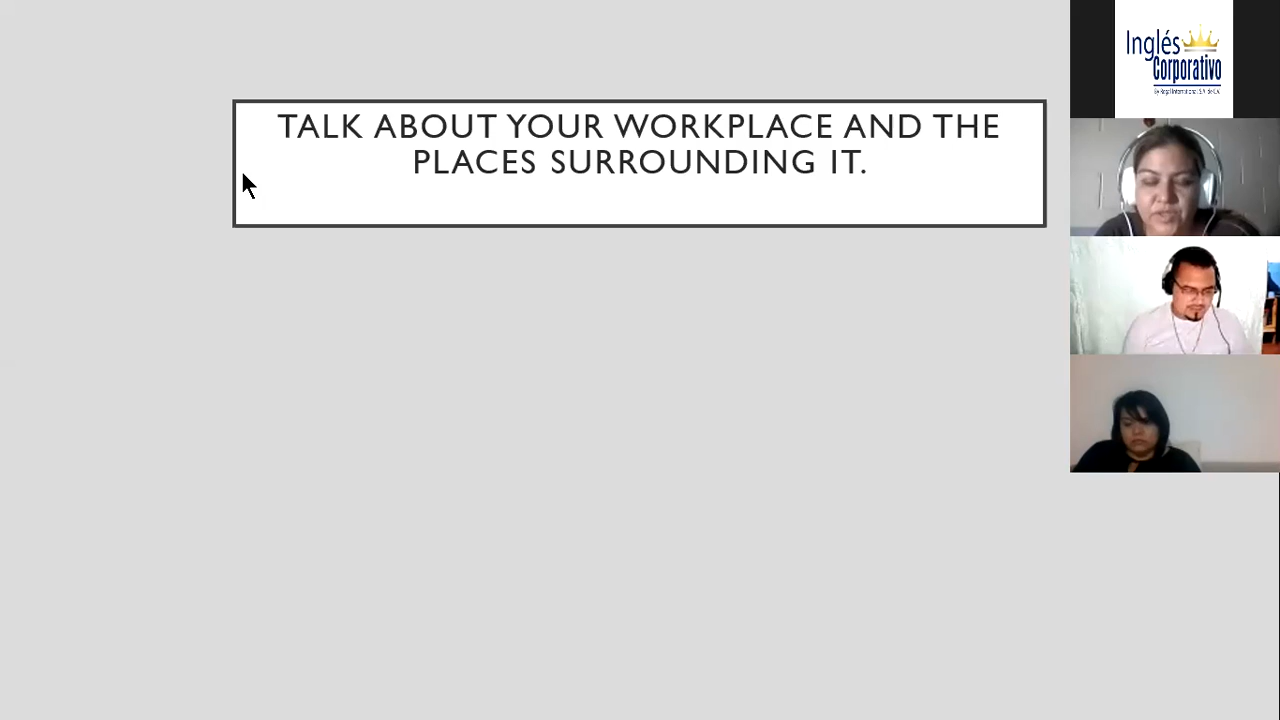 TALK ABOUT YOUR WORKPLACE AND THE
PLACES SURROUNDING IT.
Inglés
Corporativo